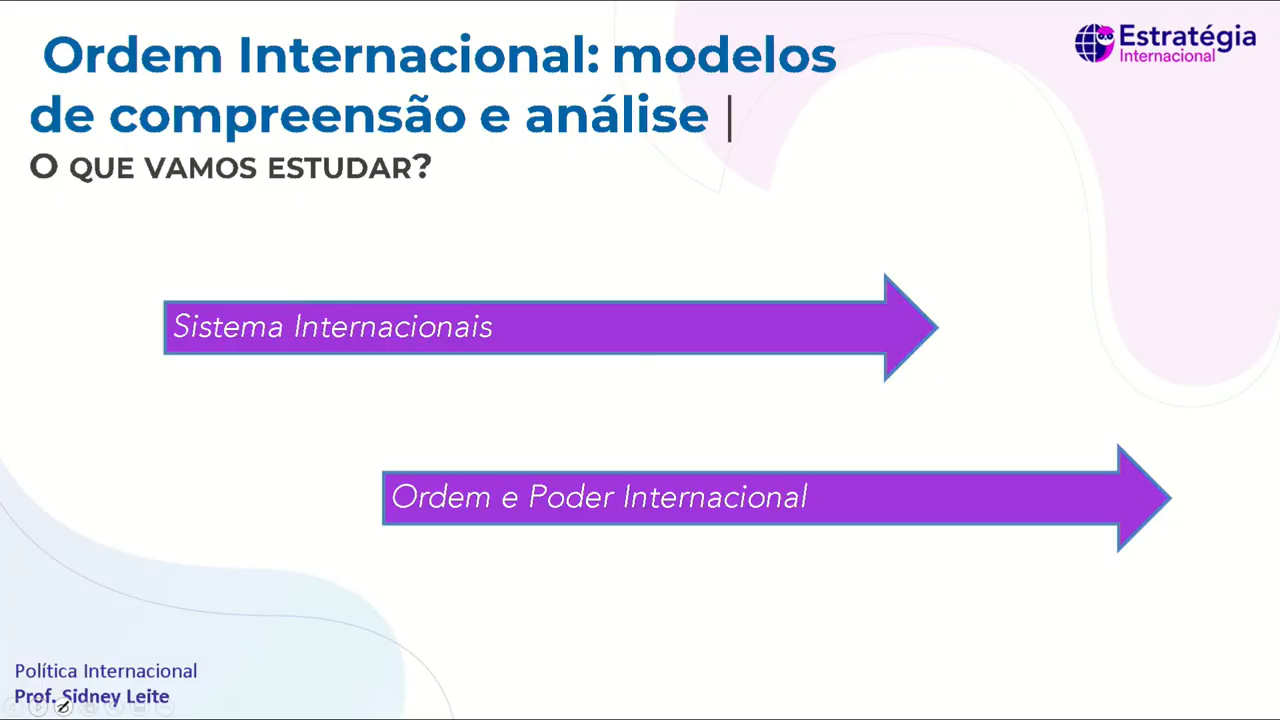 Ordem Internacional: modelos
de compreensão e análise |
O QUE VAMOS ESTUDAR?
Estratégia
Internacional
Sistema Internacionais
Ordem e Poder Internacional
Política Internacional
Prof. Sidney Leite